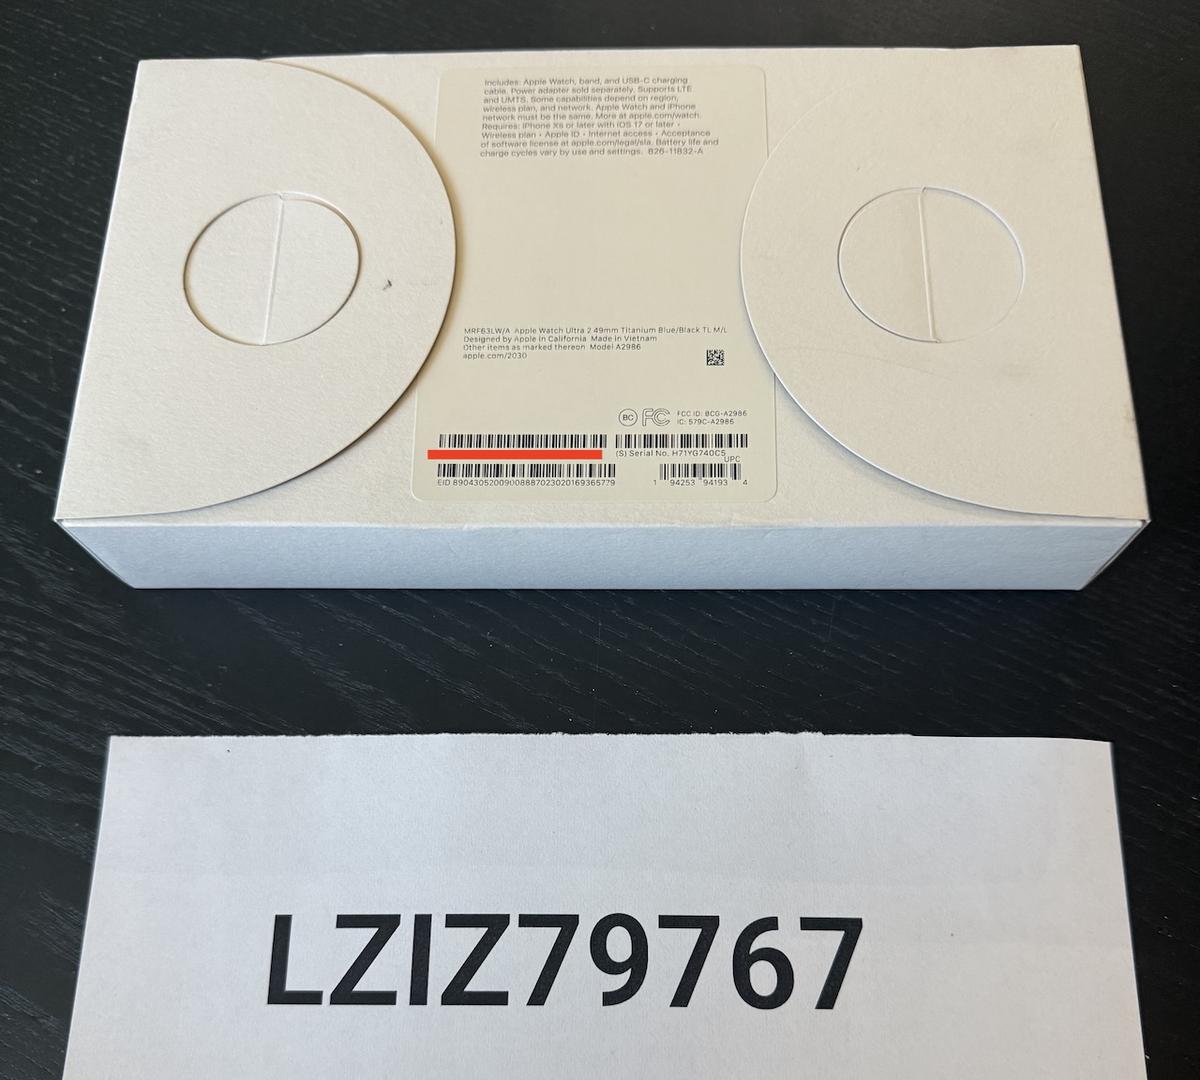 Includes: Apple Watch, band, and USB-C charging
cable. Power adapter sold separately. Supports LTE
and UMTS. Some capabilities depend on region,
wireless plan, and network. Apple Watch and iPhone
network must be the same. More at apple.com/watch.
Requires: iPhone Xs or later with iOS 17 or later •
Wireless plan • Apple ID • Internet access • Acceptance
of software license at apple.com/legal/sla. Battery life and
charge cycles vary by use and settings. 826-11832-A
MRF63LW/A Apple Watch Ultra 2 49mm Titanium Blue/Black TL M/L
Designed by Apple in California Made in Vietnam
Other items as marked thereon Model A2986
apple.com/2030
BC FC FCC ID: BCG-A2986
IC: 579C-A2986
(S) Serial No. H71YG740C5
UPC
EID 89043052009008887023020169365779
1 94253 94193 4
LZIZ79767